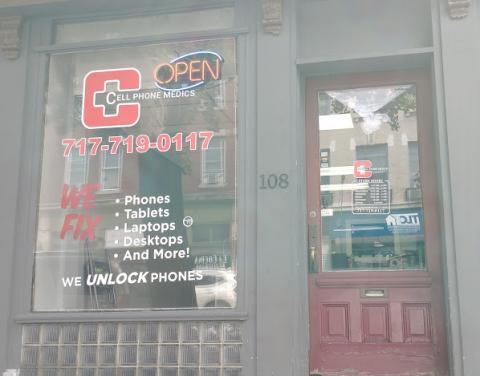 OPEN
CELL PHONE MEDICS
717-719-0117
WE
FIX
• Phones
• Tablets
• Laptops
• Desktops
• And More!
WE UNLOCK PHONES
108